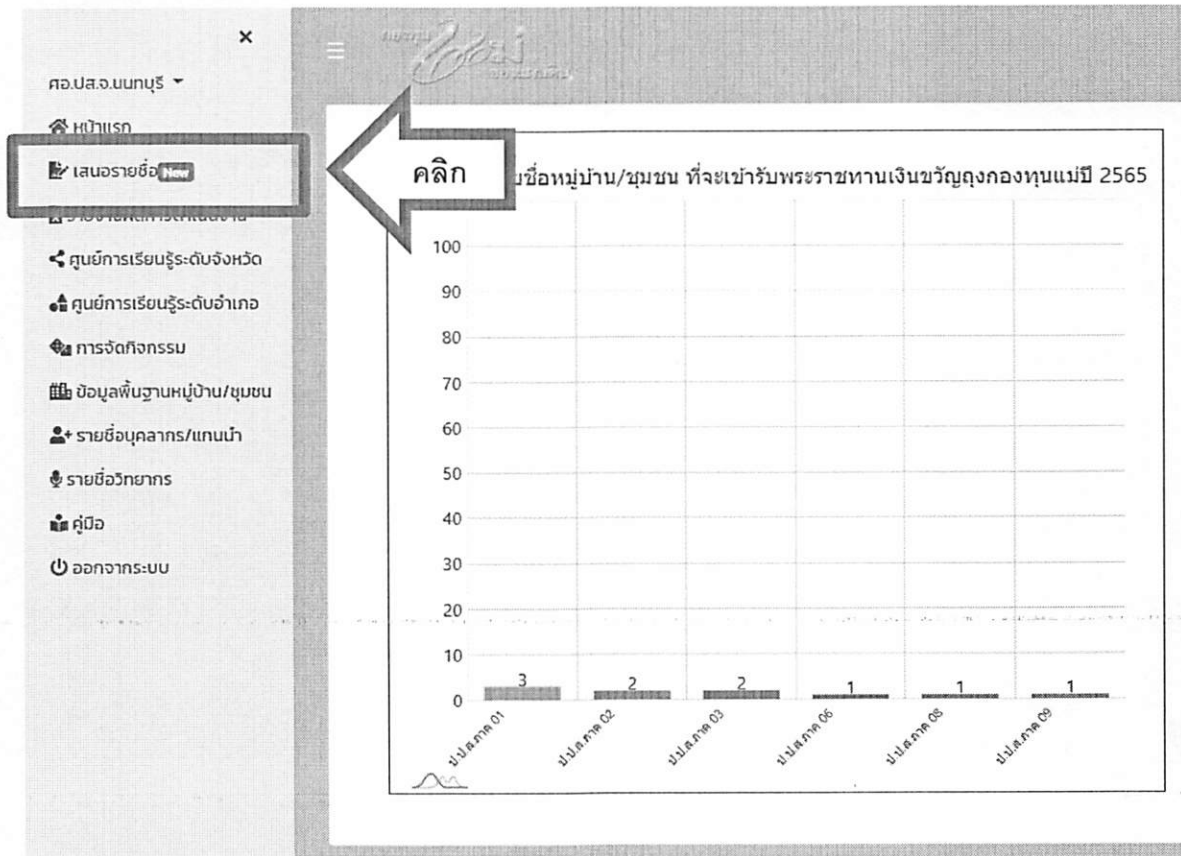 ศอ.ปส.จ.นนทบุรี
หน้าแรก
เสนอรายชื่อ New
ศูนย์การเรียนรู้ระดับจังหวัด
ศูนย์การเรียนรู้ระดับอำเภอ
การจัดกิจกรรม
ข้อมูลพื้นฐานหมู่บ้าน/ชุมชน
รายชื่อบุคลากร/แกนนำ
รายชื่อวิทยากร
คู่มือ
ออกจากระบบ
คลิก
ยชื่อหมู่บ้าน/ชุมชน ที่จะเข้ารับพระราชทานเงินขวัญถุงกองทุนแม่ปี 2565
100
90
80
70
60
50
40
30
20
10
0
3 2 2 1 1 1
ป.ป.ส.ภาค 01 ป.ป.ส.ภาค 02 ป.ป.ส.ภาค 03 ป.ป.ส.ภาค 06 ป.ป.ส.ภาค 08 ป.ป.ส.ภาค 09